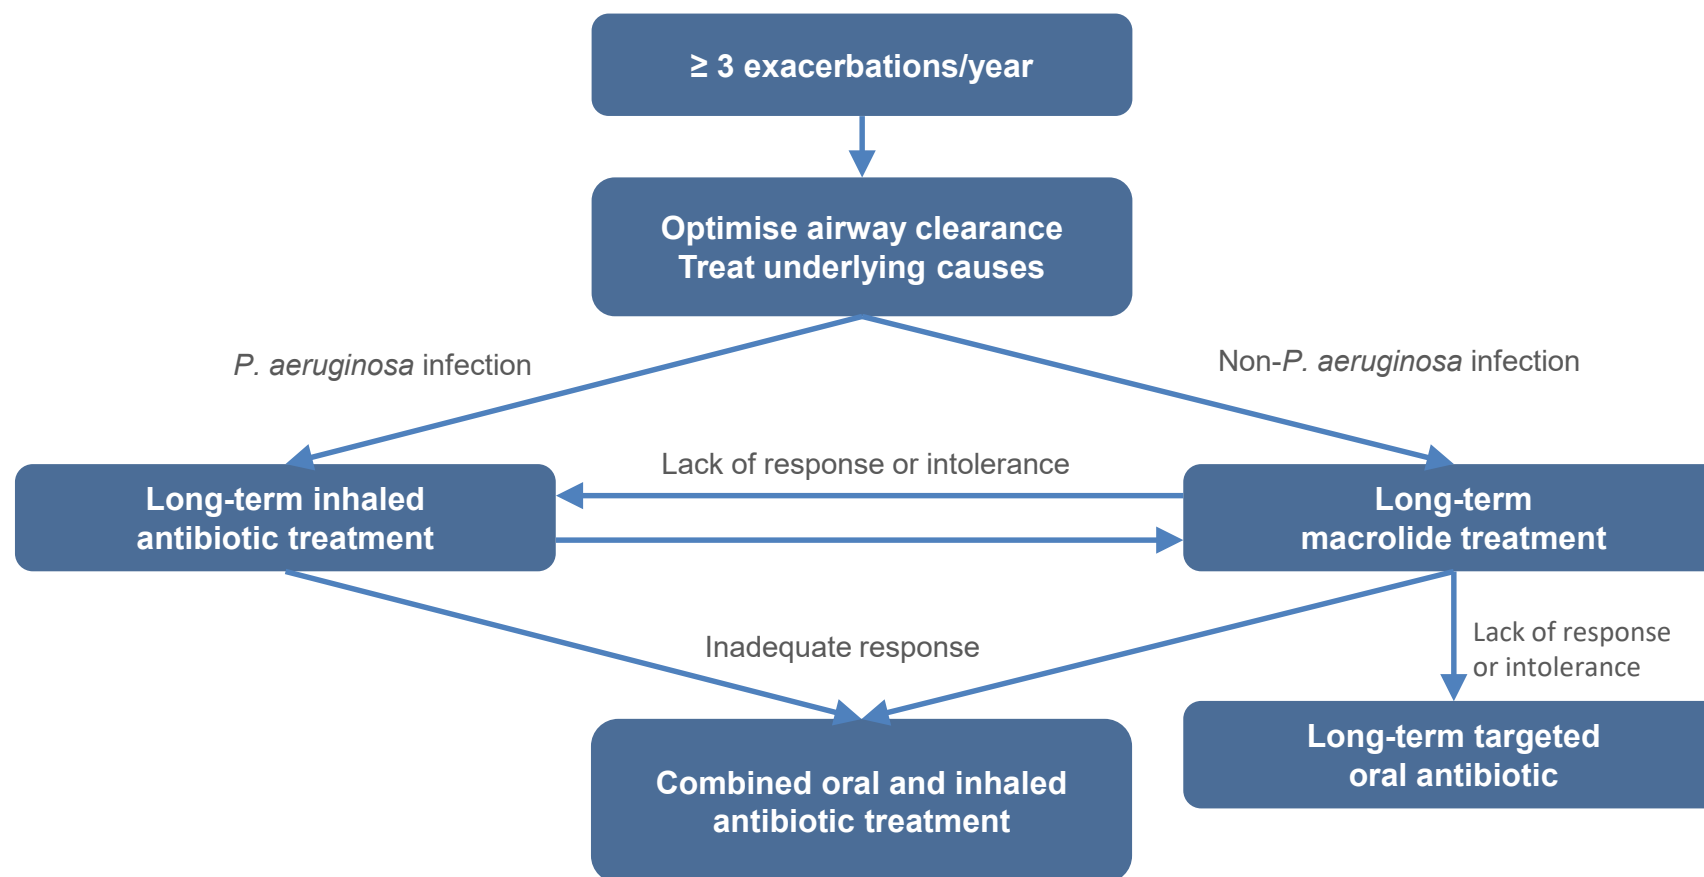 ≥ 3 exacerbations/year
Optimise airway clearance
Treat underlying causes
P. aeruginosa infection
Non-P. aeruginosa infection
Lack of response or intolerance
Long-term inhaled
antibiotic treatment
Long-term
macrolide treatment
Inadequate response
Lack of response
or intolerance
Combined oral and inhaled
antibiotic treatment
Long-term targeted
oral antibiotic